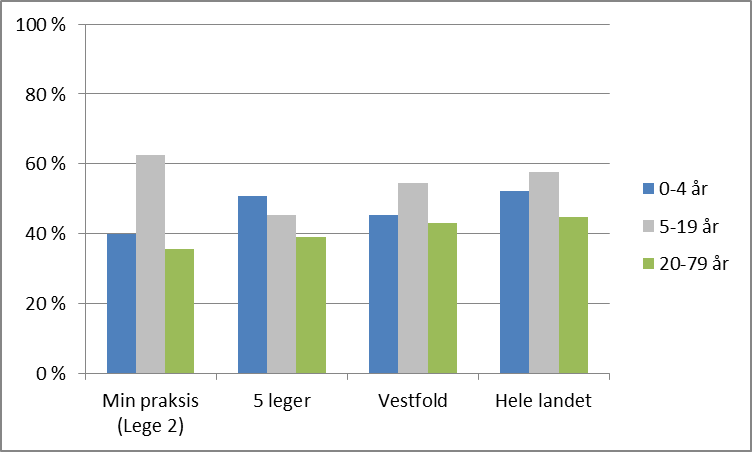 100 %
80 %
60 %
40 %
20 %
0 %
Min praksis
(Lege 2)
5 leger
Vestfold
Hele landet
0-4 år
5-19 år
20-79 år